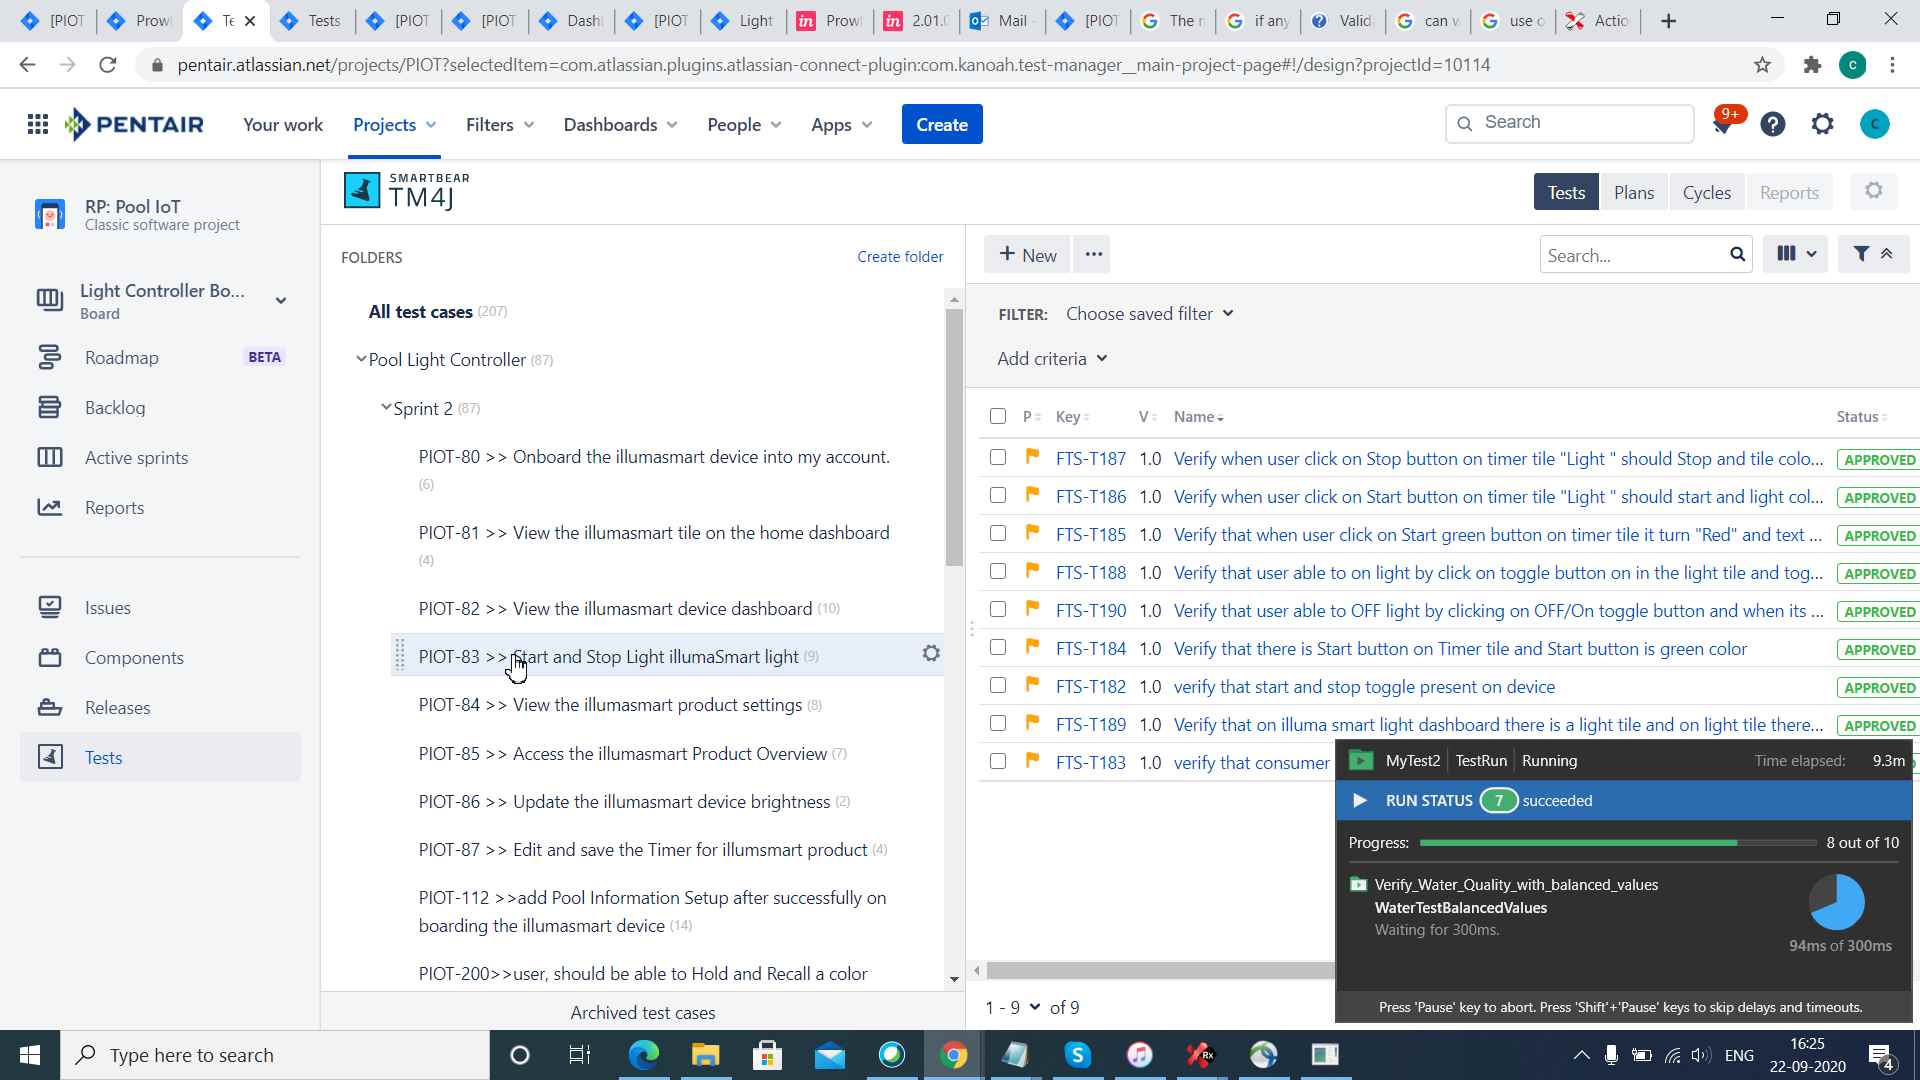 [PIOT
Prowl
Te
Tests
[PIOT
[PIOT
Dashl
[PIOT
Light
Prowl
2.01.0
Mail -
[PIOT
The n
if any
Valida
can w
use o
Actio
pentair.atlassian.net/projects/PIOT?selectedItem=com.atlassian.plugins.atlassian-connect-plugin:com.kanoah.test-manager__main-project-page#!/design?projectId=10114
C
PENTAIR
Your work
Projects
Filters
Dashboards
People
Apps
Create
Search
9+
C
RP: Pool IoT
Classic software project
Light Controller Bo...
Board
Roadmap
BETA
Backlog
Active sprints
Reports
Issues
Components
Releases
Tests
SMARTBEAR
TM4J
Tests
Plans
Cycles
Reports
FOLDERS
Create folder
All test cases (207)
Pool Light Controller (87)
Sprint 2 (87)
PIOT-80 >> Onboard the illumasmart device into my account.
(6)
PIOT-81 >> View the illumasmart tile on the home dashboard
(4)
PIOT-82 >> View the illumasmart device dashboard (10)
PIOT-83 >> Start and Stop Light illumaSmart light (9)
PIOT-84 >> View the illumasmart product settings (8)
PIOT-85 >> Access the illumasmart Product Overview (7)
PIOT-86 >> Update the illumasmart device brightness (2)
PIOT-87 >> Edit and save the Timer for illumsmart product (4)
PIOT-112 >>add Pool Information Setup after successfully on
boarding the illumasmart device (14)
PIOT-200>>user, should be able to Hold and Recall a color
Archived test cases
+ New
...
Search...
FILTER: Choose saved filter
Add criteria
P Key V Name Status
FTS-T187 1.0 Verify when user click on Stop button on timer tile "Light " should Stop and tile colo... APPROVED
FTS-T186 1.0 Verify when user click on Start button on timer tile "Light " should start and light col... APPROVED
FTS-T185 1.0 Verify that when user click on Start green button on timer tile it turn "Red" and text ... APPROVED
FTS-T188 1.0 Verify that user able to on light by click on toggle button on in the light tile and tog... APPROVED
FTS-T190 1.0 Verify that user able to OFF light by clicking on OFF/On toggle button and when its ... APPROVED
FTS-T184 1.0 Verify that there is Start button on Timer tile and Start button is green color APPROVED
FTS-T182 1.0 verify that start and stop toggle present on device APPROVED
FTS-T189 1.0 Verify that on illuma smart light dashboard there is a light tile and on light tile there... APPROVED
FTS-T183 1.0 verify that consumer
1 - 9 of 9
MyTest2 TestRun Running Time elapsed: 9.3m
RUN STATUS 7 succeeded
Progress: 8 out of 10
Verify_Water_Quality_with_balanced_values
WaterTestBalancedValues
Waiting for 300ms.
94ms of 300ms
Press 'Pause' key to abort. Press 'Shift'+'Pause' keys to skip delays and timeouts.
Type here to search
ENG
16:25
22-09-2020
4